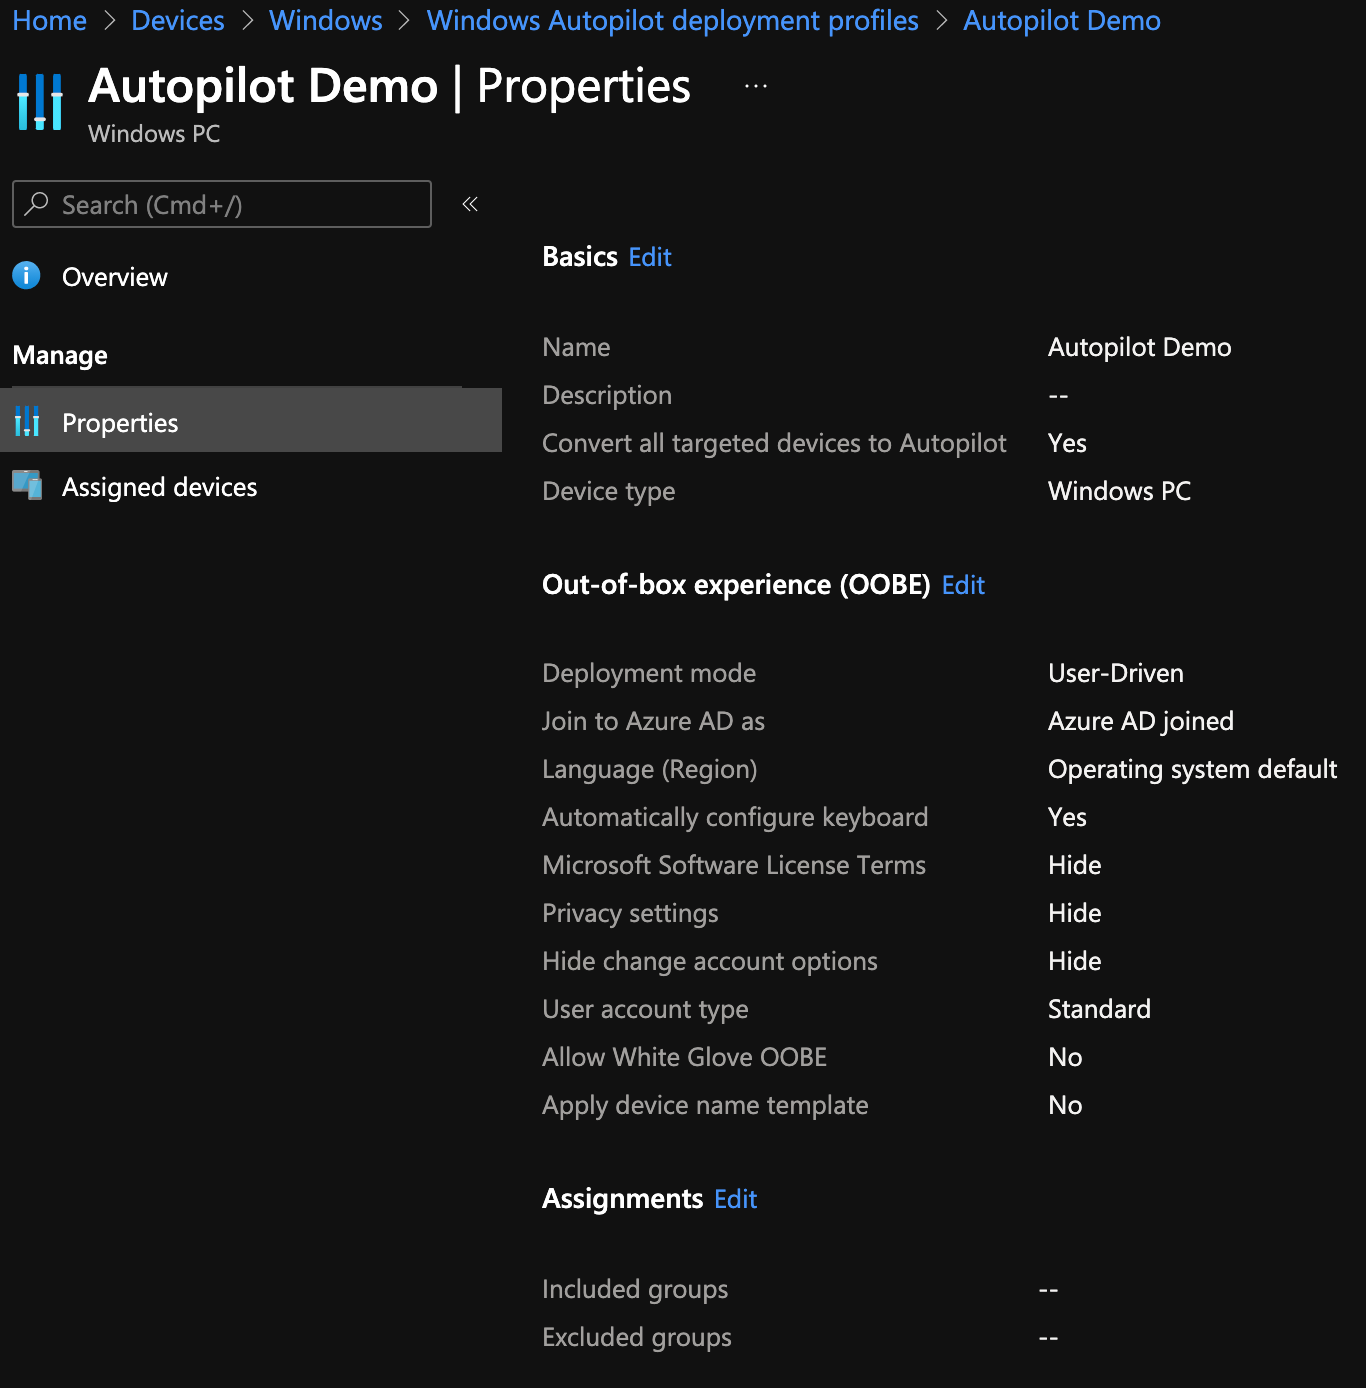 Home > Devices > Windows > Windows Autopilot deployment profiles > Autopilot Demo
Autopilot Demo | Properties ...
Windows PC
Search (Cmd+/) «
Overview
Manage
Properties
Assigned devices
Basics Edit
Name Autopilot Demo
Description --
Convert all targeted devices to Autopilot Yes
Device type Windows PC
Out-of-box experience (OOBE) Edit
Deployment mode User-Driven
Join to Azure AD as Azure AD joined
Language (Region) Operating system default
Automatically configure keyboard Yes
Microsoft Software License Terms Hide
Privacy settings Hide
Hide change account options Hide
User account type Standard
Allow White Glove OOBE No
Apply device name template No
Assignments Edit
Included groups --
Excluded groups --